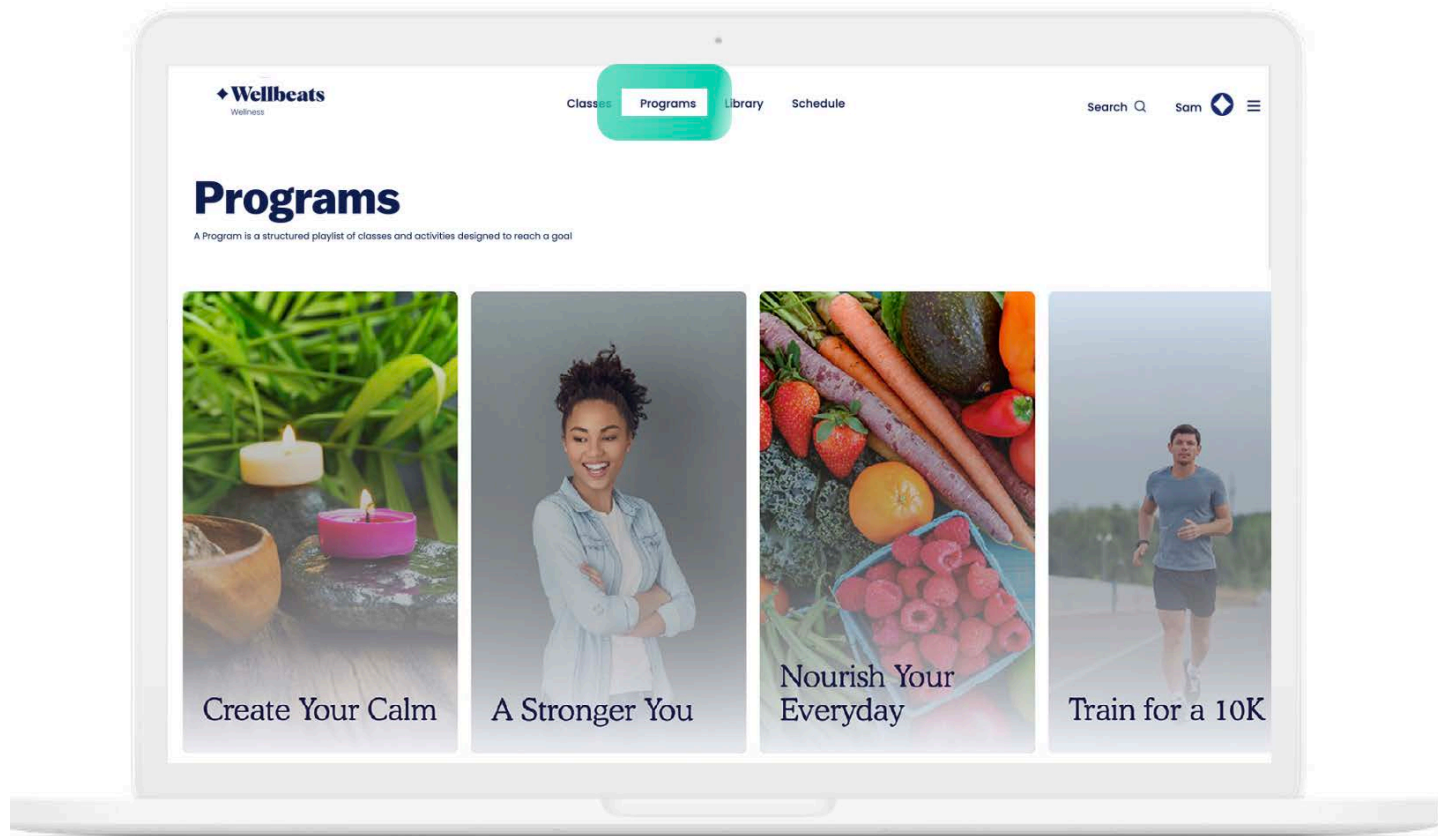 Wellbeats
Wellness
Classes Programs Library Schedule
Search Sam
Programs
A Program is a structured playlist of classes and activities designed to reach a goal
Create Your Calm
A Stronger You
Nourish Your
Everyday
Train for a 10K